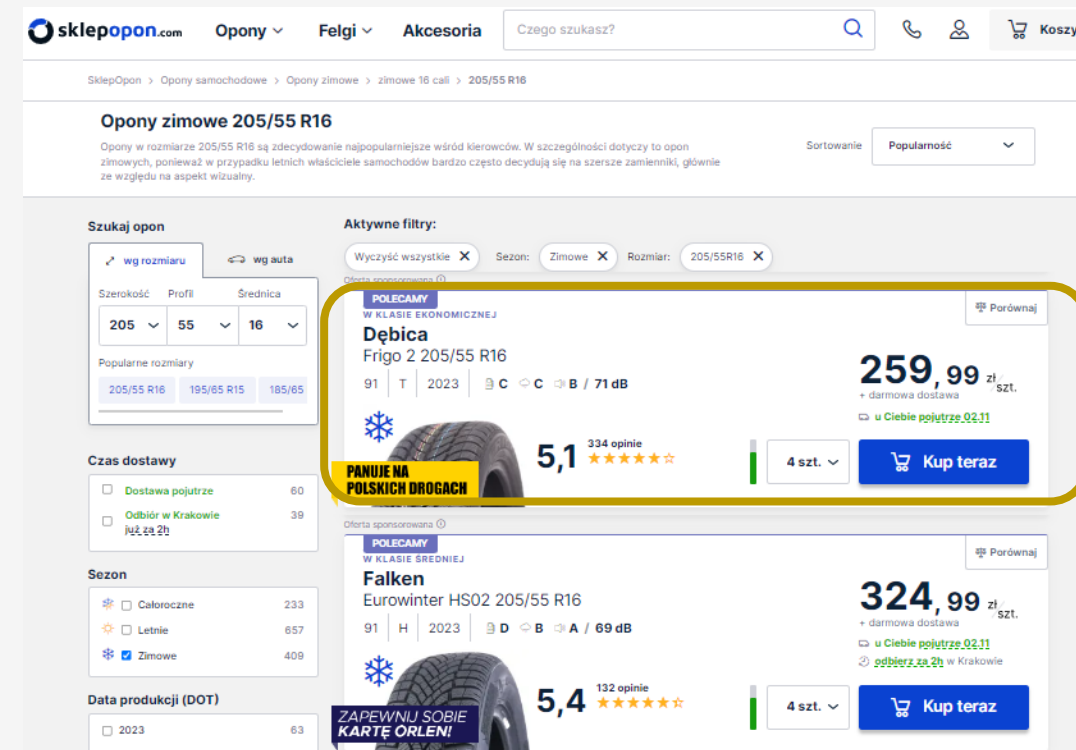 sklepopon.com Opony Felgi Akcesoria Czego szukasz? Koszy
SklepOpon > Opony samochodowe > Opony zimowe > zimowe 16 cali > 205/55 R16
Opony zimowe 205/55 R16
Opony w rozmiarze 205/55 R16 są zdecydowanie najpopularniejsze wśród kierowców. W szczególności dotyczy to opon
zimowych, ponieważ w przypadku letnich właściciele samochodów bardzo często decydują się na szersze zamienniki, głównie
ze względu na aspekt wizualny.
Sortowanie Popularność
Szukaj opon
wg rozmiaru wg auta
Szerokość Profil Średnica
205 55 16
Popularne rozmiary
205/55 R16 195/65 R15 185/65
Czas dostawy
Dostawa pojutrze 60
Odbiór w Krakowie 39
już za 2h
Sezon
Całoroczne 233
Letnie 657
Zimowe 409
Data produkcji (DOT)
2023 63
Aktywne filtry:
Wyczyść wszystkie X Sezon: Zimowe X Rozmiar: 205/55R16 X
Oferta sponsorowana
POLECAMY
W KLASIE EKONOMICZNEJ
Porównaj
Dębica
Frigo 2 205/55 R16
91 T 2023 C C B / 71 dB
PANUJE NA
POLSKICH DROGACH
5,1 334 opinie
259,99 zł/szt.
+ darmowa dostawa
u Ciebie pojutrze 02.11
4 szt. Kup teraz
Oferta sponsorowana
POLECAMY
W KLASIE ŚREDNIEJ
Porównaj
Falken
Eurowinter HS02 205/55 R16
91 H 2023 D B A / 69 dB
ZAPEWNIJ SOBIE
KARTĘ ORLEN!
5,4 132 opinie
324,99 zł/szt.
+ darmowa dostawa
u Ciebie pojutrze 02.11
odbierz za 2h w Krakowie
4 szt. Kup teraz